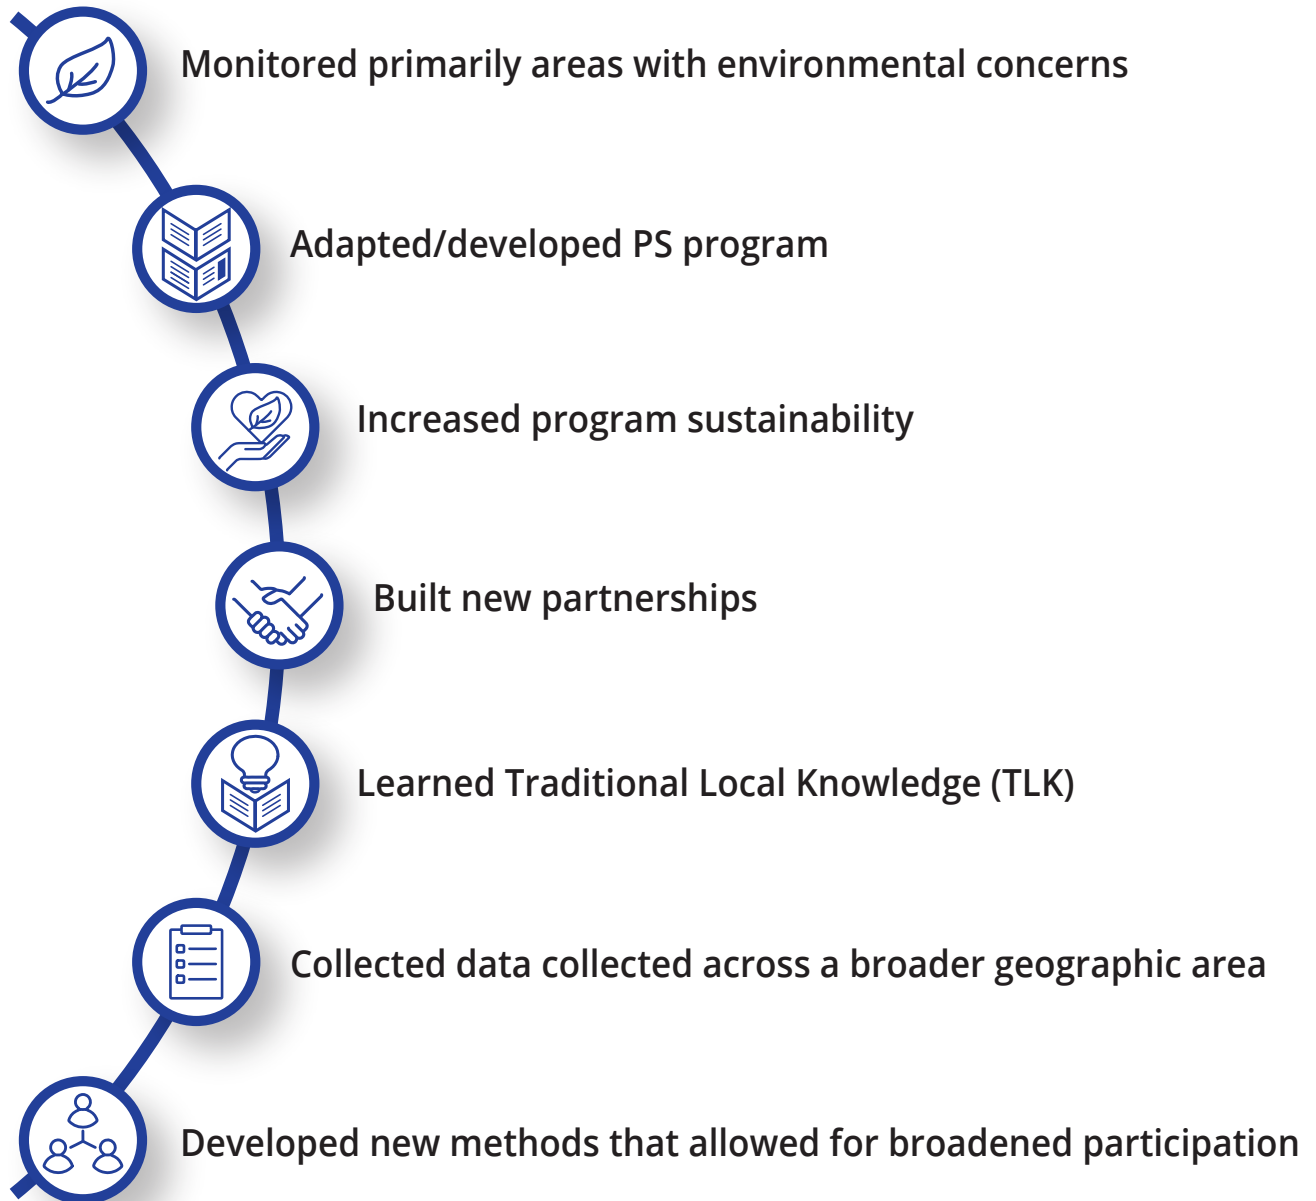 Monitored primarily areas with environmental concerns
Adapted/developed PS program
Increased program sustainability
Built new partnerships
Learned Traditional Local Knowledge (TLK)
Collected data collected across a broader geographic area
Developed new methods that allowed for broadened participation